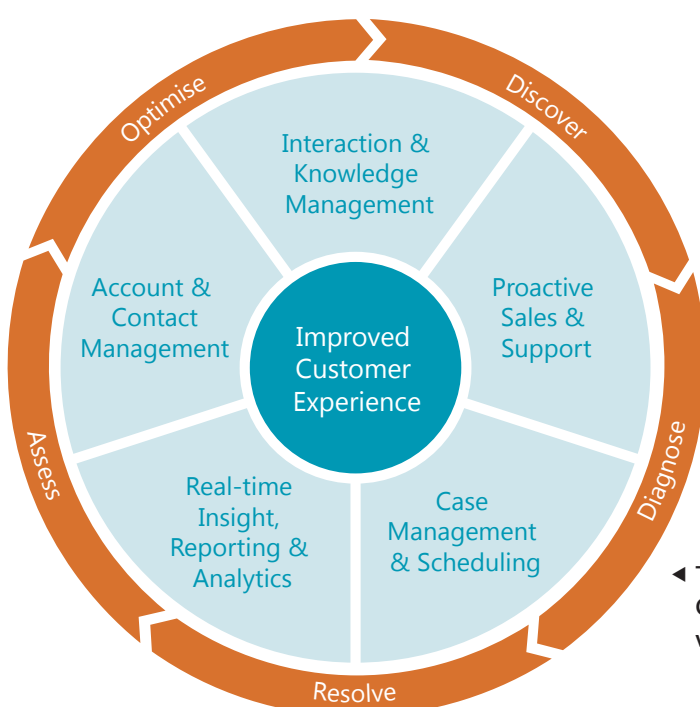 Optimise
Discover
Interaction &
Knowledge
Management
Account &
Contact
Management
Improved
Customer
Experience
Proactive
Sales &
Support
Assess
Diagnose
Real-time
Insight,
Reporting &
Analytics
Case
Management
& Scheduling
Resolve